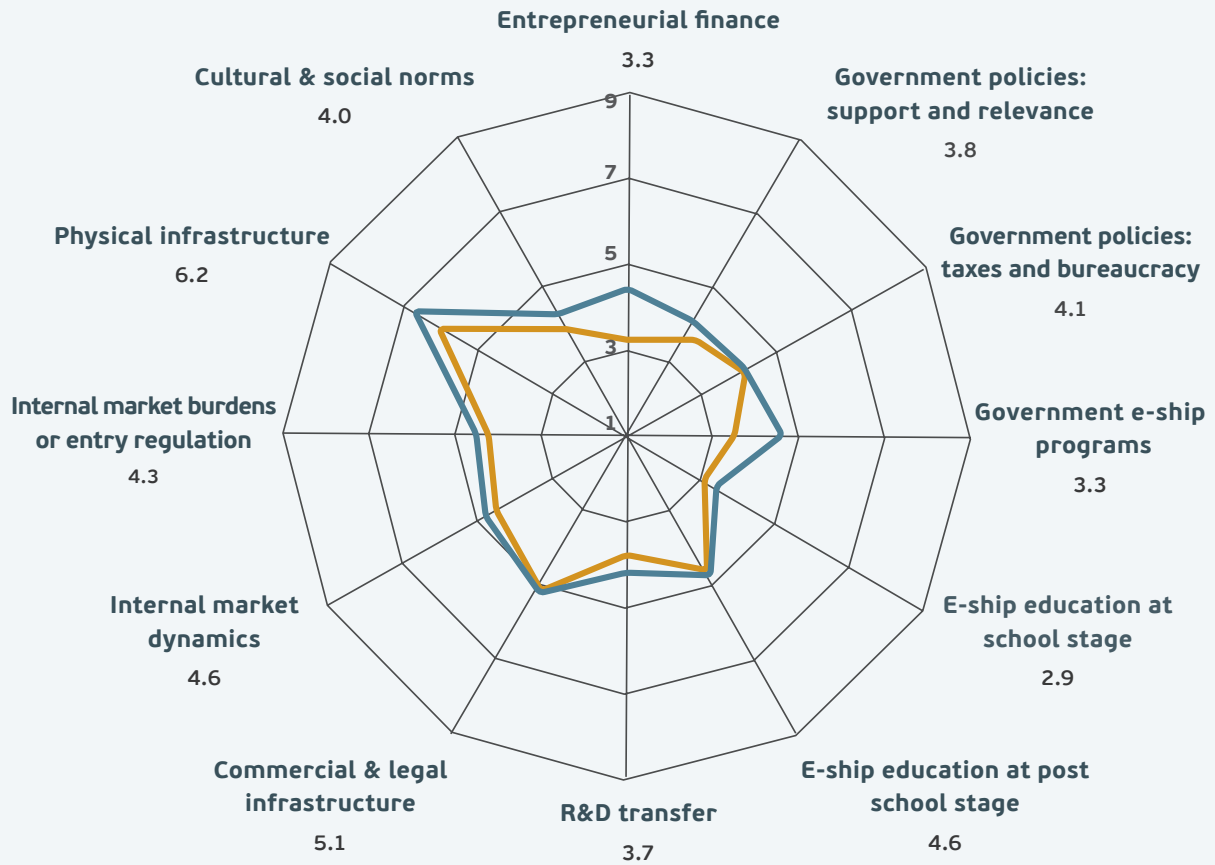 Entrepreneurial finance
3.3
Cultural & social norms
4.0
Government policies:
support and relevance
3.8
9
7
5
3
1
Physical infrastructure
6.2
Government policies:
taxes and bureaucracy
4.1
Internal market burdens
or entry regulation
4.3
Government e-ship
programs
3.3
Internal market
dynamics
4.6
E-ship education at
school stage
2.9
Commercial & legal
infrastructure
5.1
R&D transfer
3.7
E-ship education at post
school stage
4.6